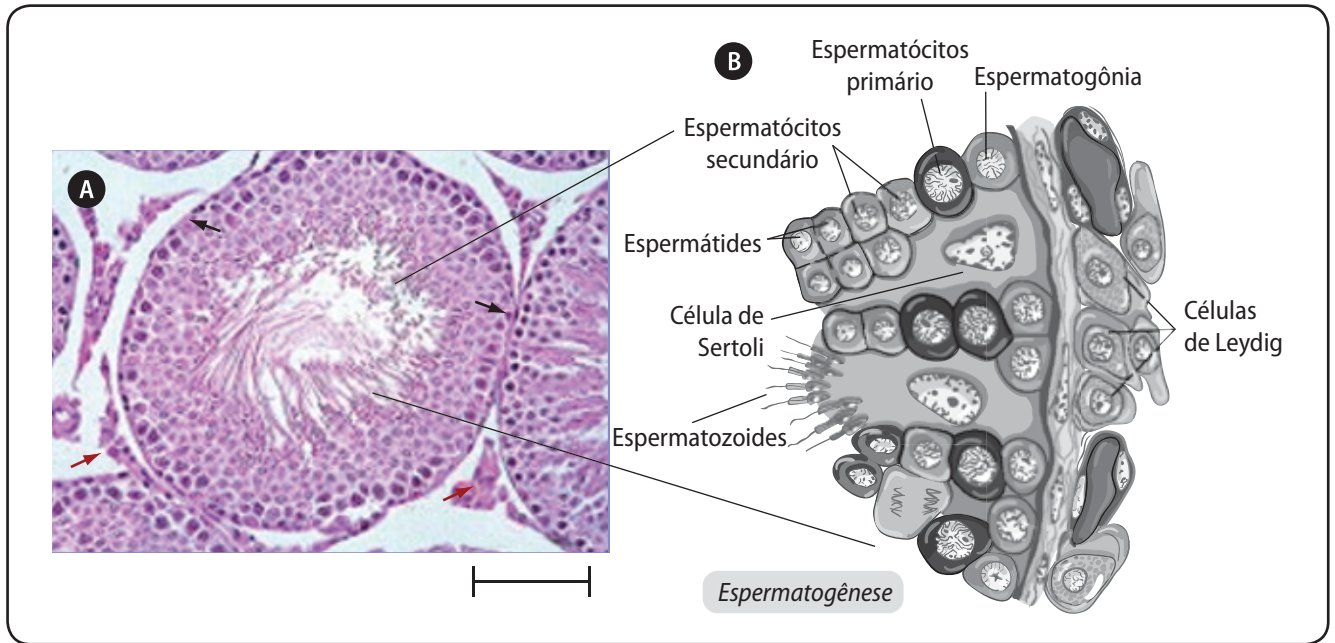 A
B
Espermatócitos
primário
Espermatogônia
Espermatócitos
secundário
Espermátides
Célula de
Sertoli
Células
de Leydig
Espermatozoides
Espermatogênese